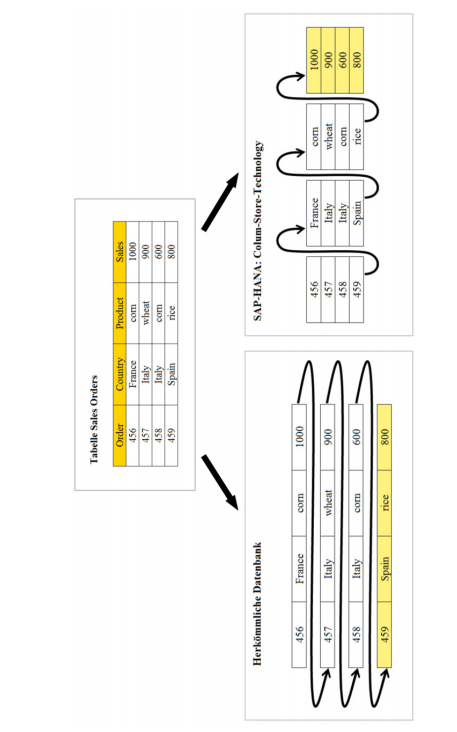 Tabelle Sales Orders
Order Country Product Sales
456 France corn 1000
457 Italy wheat 900
458 Italy corn 600
459 Spain rice 800
Herkömmliche Datenbank
456 France corn 1000
457 Italy wheat 900
458 Italy corn 600
459 Spain rice 800
SAP-HANA: Colum-Store-Technology
456 France corn 1000
457 Italy wheat 900
458 Italy corn 600
459 Spain rice 800